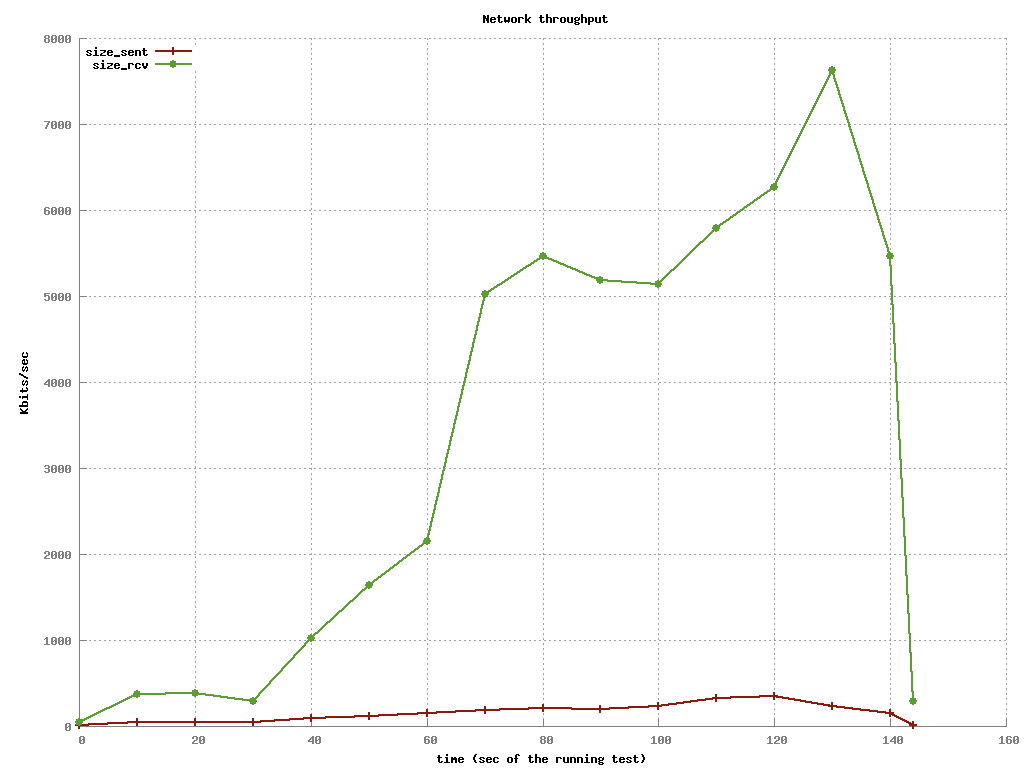 Network throughput
size_sent
size_rcv
8000
7000
6000
5000
4000
3000
2000
1000
0
Kbits/sec
0 20 40 60 80 100 120 140 160
time (sec of the running test)